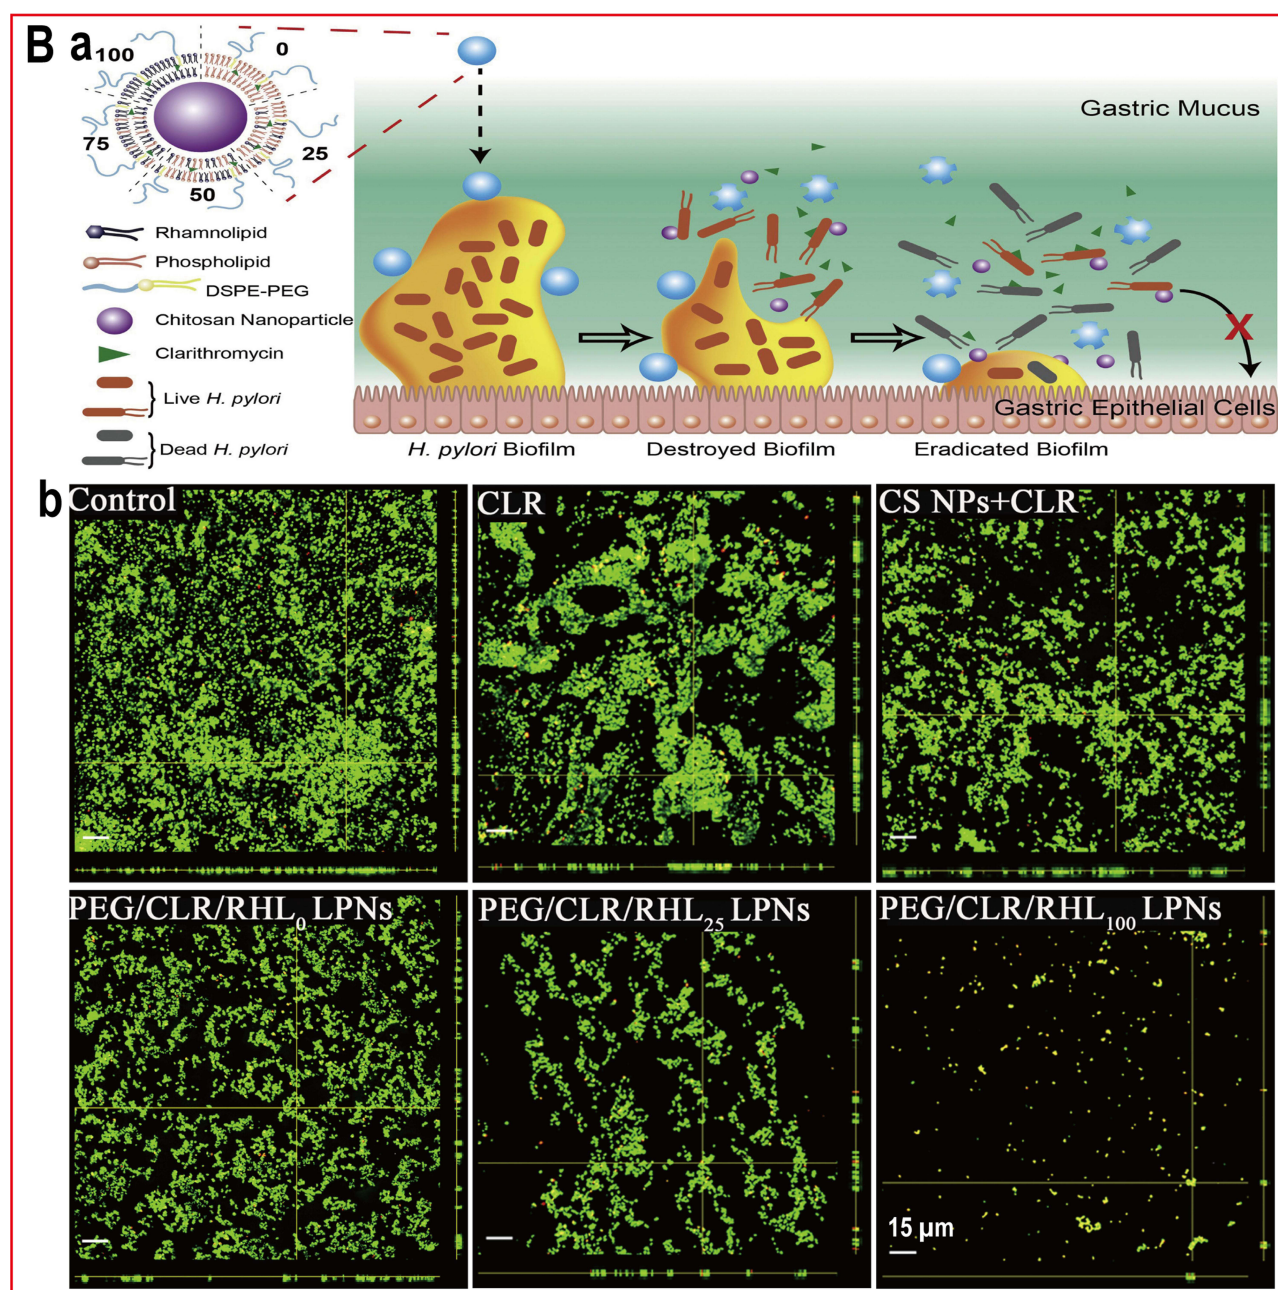 B a
100
0
75
25
50
Gastric Mucus
Rhamnolipid
Phospholipid
DSPE-PEG
Chitosan Nanoparticle
Clarithromycin
Live H. pylori
Dead H. pylori
X
Gastric Epithelial Cells
H. pylori Biofilm
Destroyed Biofilm
Eradicated Biofilm
b
Control
CLR
CS NPs+CLR
PEG/CLR/RHL0 LPNs
PEG/CLR/RHL25 LPNs
PEG/CLR/RHL100 LPNs
15 µm